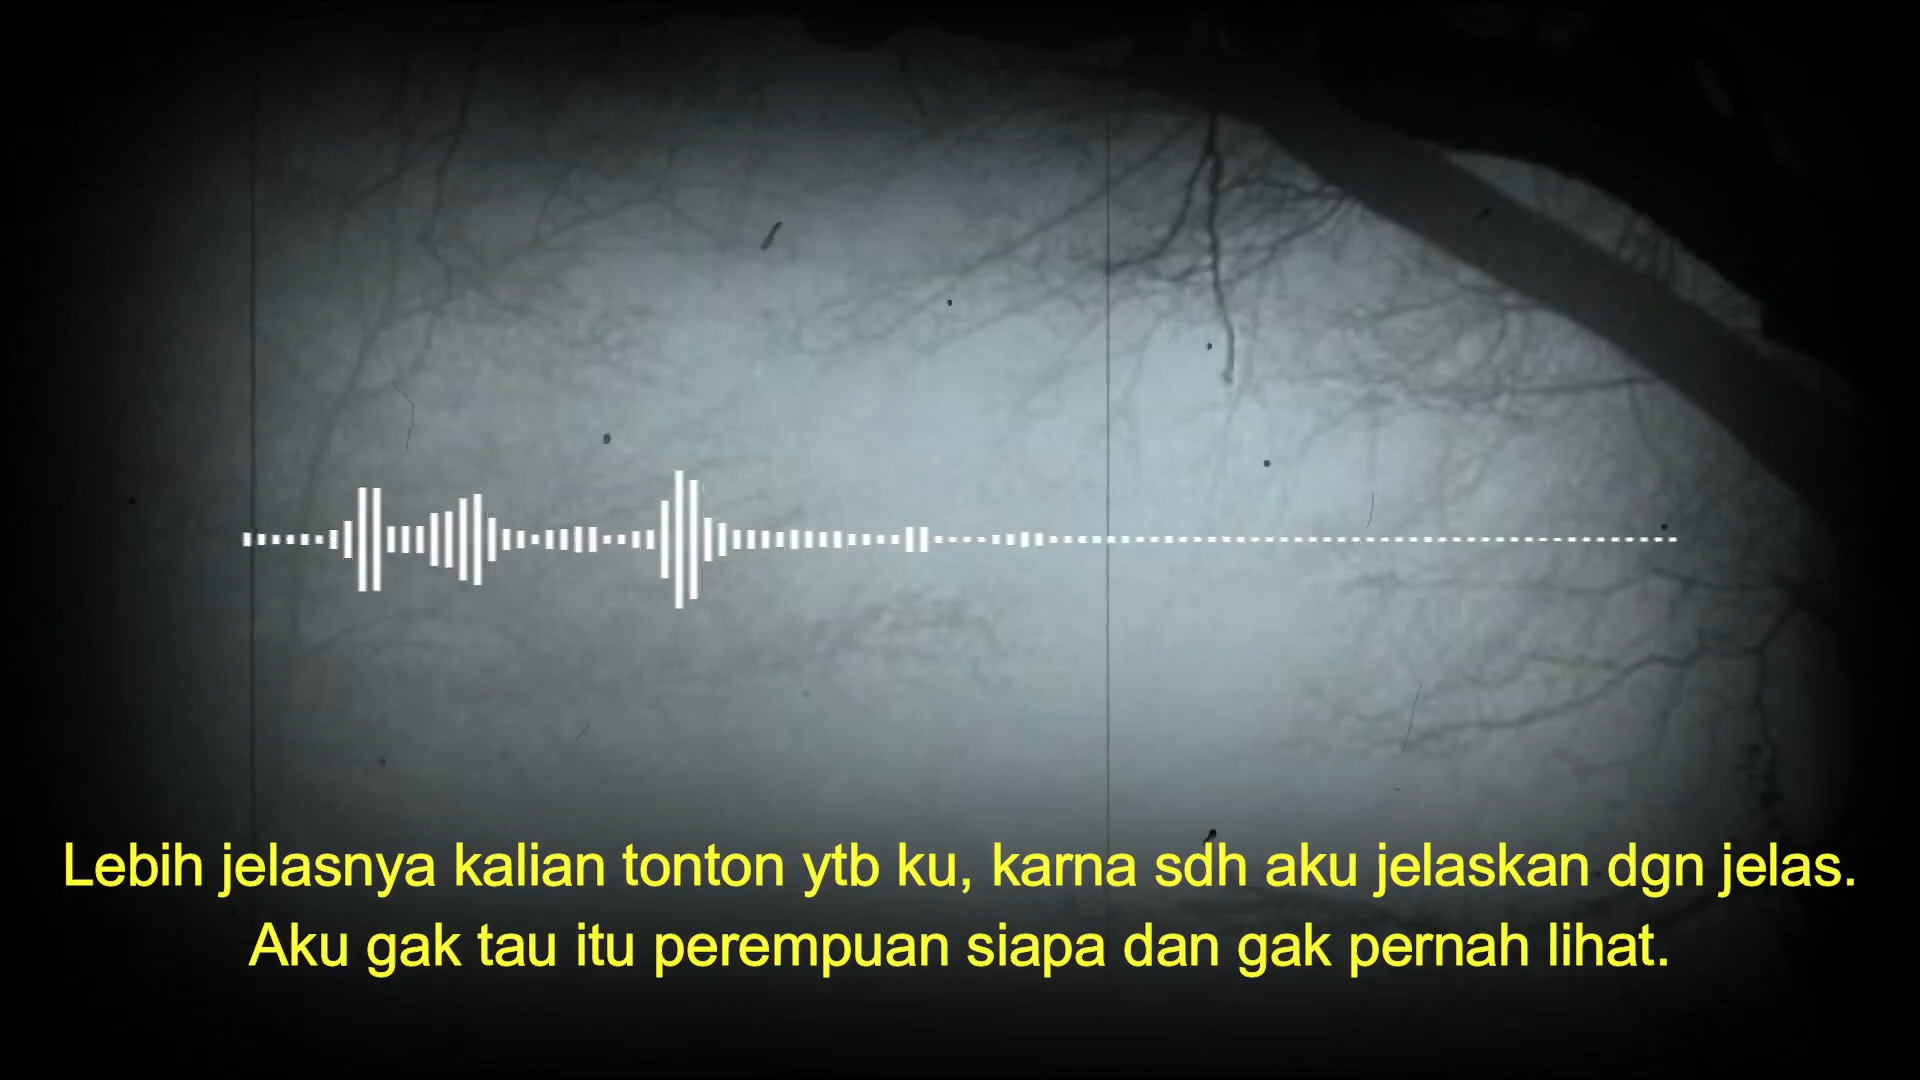 Lebih jelasnya kalian tonton ytb ku, karna sdh aku jelaskan dgn jelas.
Aku gak tau itu perempuan siapa dan gak pernah lihat.